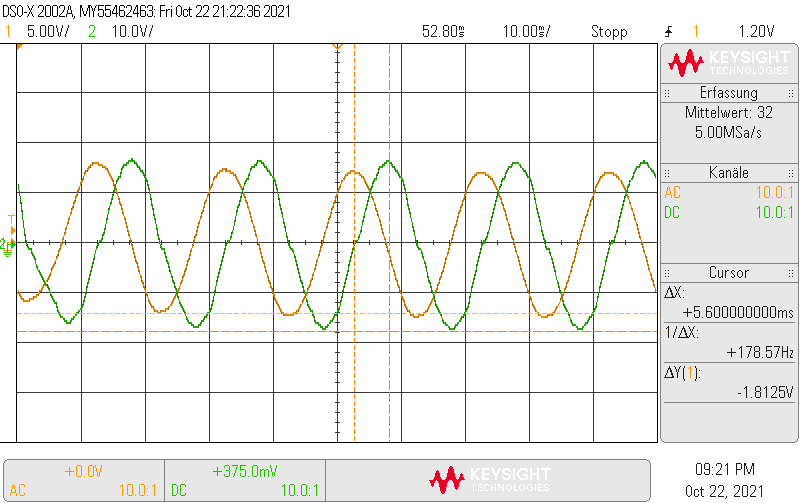 DSO-X 2002A, MY55462463: Fri Oct 22 21:22:36 2021
1 5.00V/ 2 10.0V/ 52.80s 10.00s/ Stopp 1 1.20V
KEYSIGHT
TECHNOLOGIES
Erfassung
Mittelwert: 32
5.00MSa/s
Kanäle
AC 10.0:1
DC 10.0:1
Cursor
ΔX:
+5.600000000ms
1/ΔX:
+178.57Hz
ΔY(1):
-1.8125V
T
2
+0.0V
AC 10.0:1
+375.0mV
DC 10.0:1
KEYSIGHT
TECHNOLOGIES
09:21 PM
Oct 22, 2021